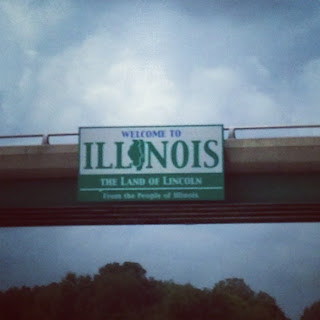 WELCOME TO
ILLINOIS
THE LAND OF LINCOLN
From the People of Illinois